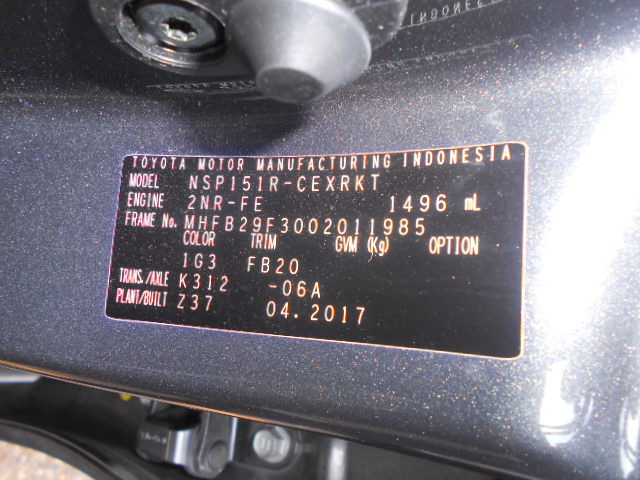 TOYOTA MOTOR MANUFACTURING INDONESIA
MODEL NSP151R-CEXRKT
ENGINE 2NR-FE 1496 mL
FRAME No. MHFB29F3002011985
COLOR TRIM GVM (Kg) OPTION
1G3 FB20
TRANS./AXLE K312 -06A
PLANT/BUILT Z37 04.2017